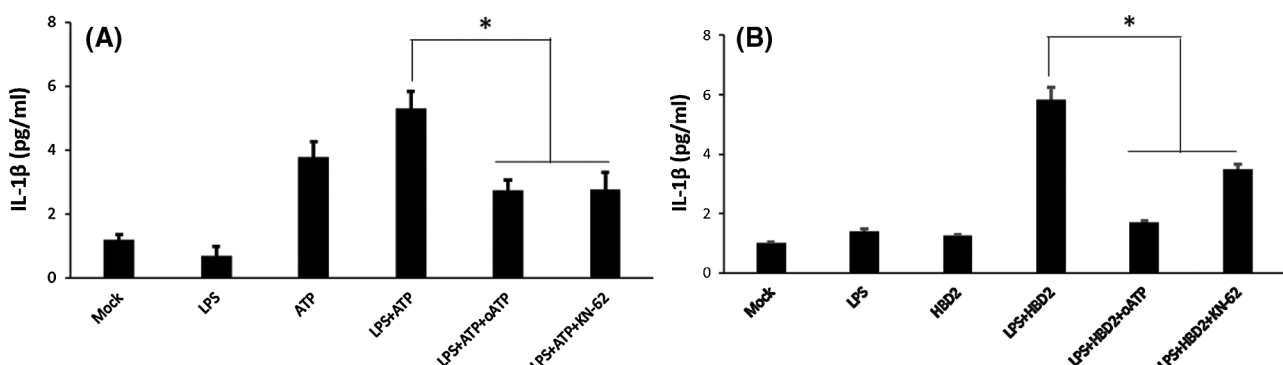 (A)
*
IL-1β (pg/ml)
8
6
4
2
0
Mock
LPS
ATP
LPS+ATP
LPS+ATP+oATP
LPS+ATP+KN-62
(B)
*
IL-1β (pg/ml)
8
6
4
2
0
Mock
LPS
HBD2
LPS+HBD2
LPS+HBD2+oATP
LPS+HBD2+KN-62